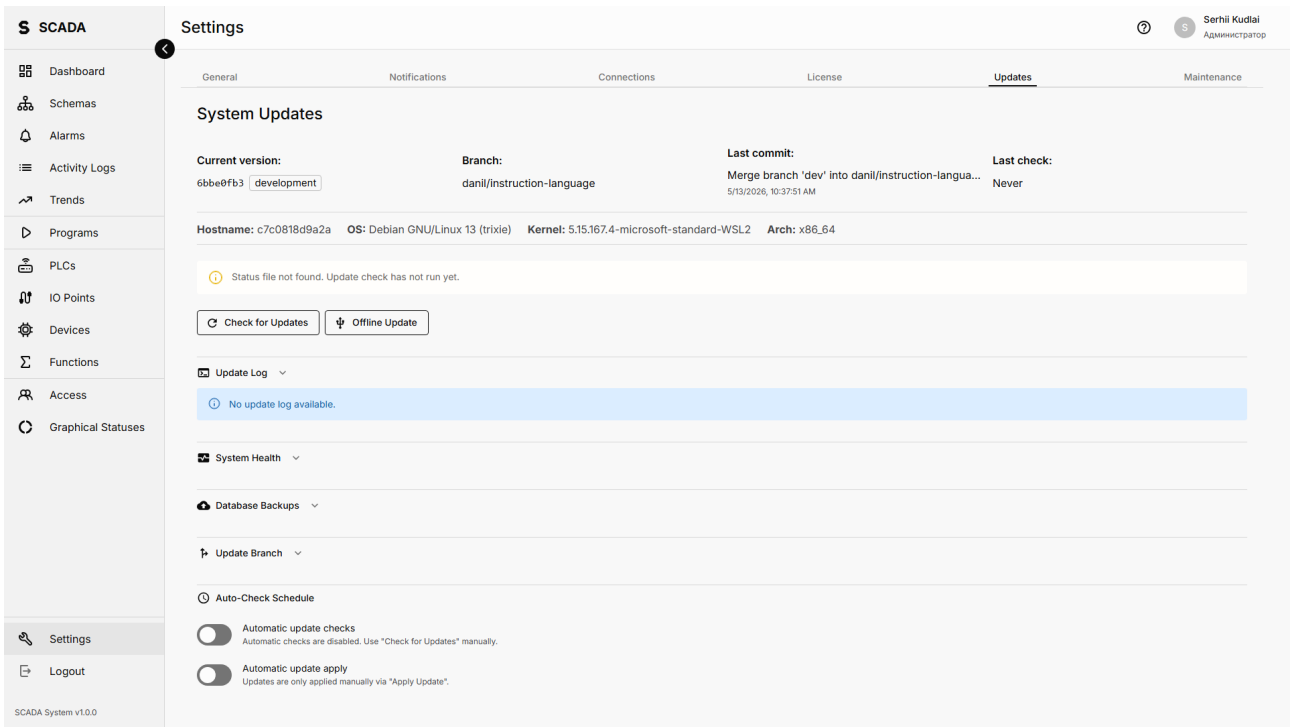 SCADA
Settings
Serhii Kudlai
S
Администратор
Dashboard
Schemas
Alarms
Activity Logs
Trends
Programs
PLCs
IO Points
Devices
Functions
Access
Graphical Statuses
Settings
Logout
SCADA System v1.0.0
General Notifications Connections License Updates Maintenance
System Updates
Current version:
6bbe0fb3 development
Branch:
danil/instruction-language
Last commit:
Merge branch 'dev' into danil/instruction-langua...
5/13/2026, 10:37:51 AM
Last check:
Never
Hostname: c7c0818d9a2a OS: Debian GNU/Linux 13 (trixie) Kernel: 5.15.167.4-microsoft-standard-WSL2 Arch: x86_64
Status file not found. Update check has not run yet.
Check for Updates Offline Update
Update Log
No update log available.
System Health
Database Backups
Update Branch
Auto-Check Schedule
Automatic update checks
Automatic checks are disabled. Use "Check for Updates" manually.
Automatic update apply
Updates are only applied manually via "Apply Update".